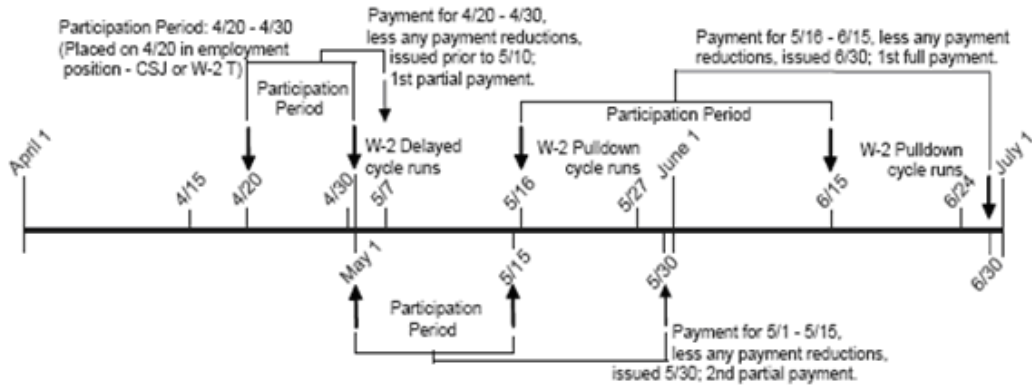 Participation Period: 4/20 - 4/30
(Placed on 4/20 in employment
position - CSJ or W-2 T)
Payment for 4/20 - 4/30,
less any payment reductions,
issued prior to 5/10;
1st partial payment.
Payment for 5/16 - 6/15, less any payment
reductions, issued 6/30; 1st full payment.
Participation
Period
Participation Period
W-2 Delayed
cycle runs
W-2 Pulldown
cycle runs
W-2 Pulldown
cycle runs
April 1
4/15
4/20
4/30
5/7
5/16
5/27
June 1
6/15
6/24
July 1
May 1
5/15
5/30
6/30
Participation
Period
Payment for 5/1 - 5/15,
less any payment reductions,
issued 5/30; 2nd partial payment.